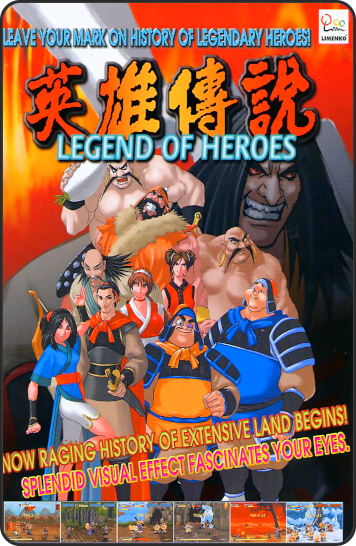 LEAVE YOUR MARK ON HISTORY OF LEGENDARY HEROES!
LIMENKO
英雄傳說
LEGEND OF HEROES
NOW RAGING HISTORY OF EXTENSIVE LAND BEGINS!
SPLENDID VISUAL EFFECT FASCINATES YOUR EYES.